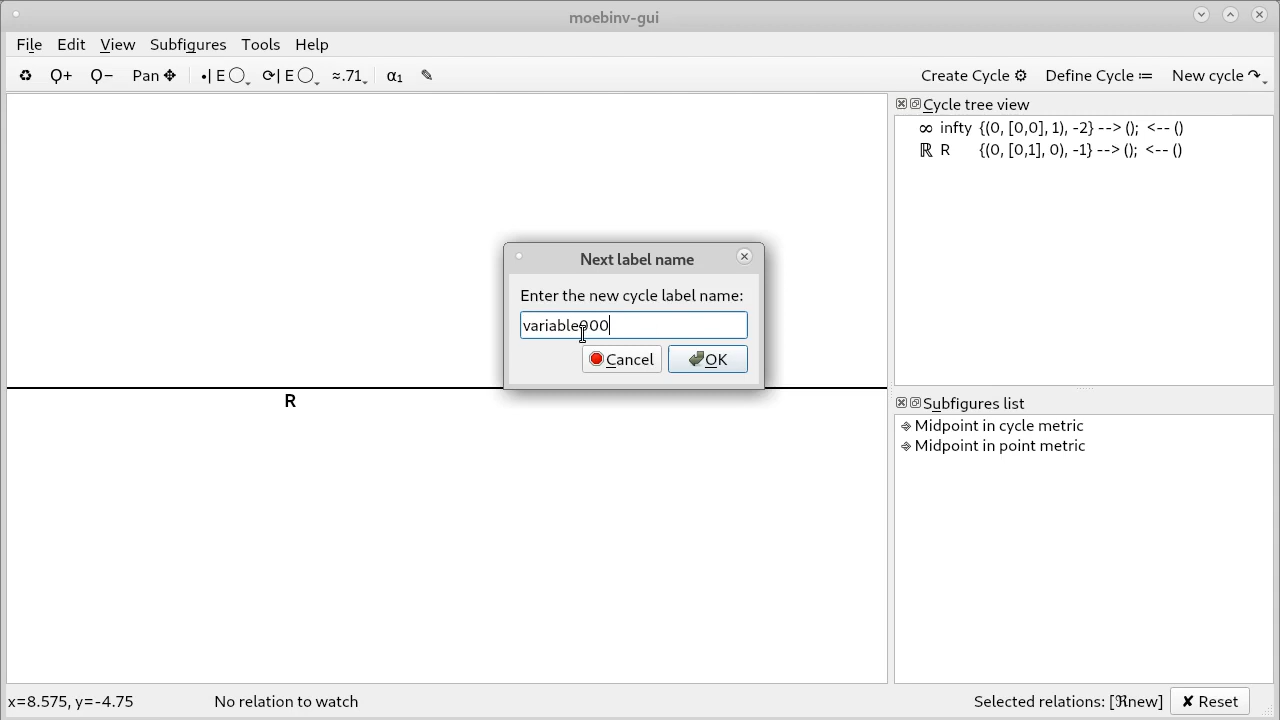 moebinv-gui
File Edit View Subfigures Tools Help
Pan ✥ •| E ◯ ⟳| E ◯ ≈.71 α₁ ✎ Create Cycle ⚙ Define Cycle ≔ New cycle ↷
Cycle tree view
∞ infty {(0, [0,0], 1), -2} --> (); <-- ()
ℝ R {(0, [0,1], 0), -1} --> (); <-- ()
Next label name
Enter the new cycle label name:
variable000
Cancel OK
R
Subfigures list
Midpoint in cycle metric
Midpoint in point metric
x=8.575, y=-4.75 No relation to watch Selected relations: [ℜnew] ✘ Reset